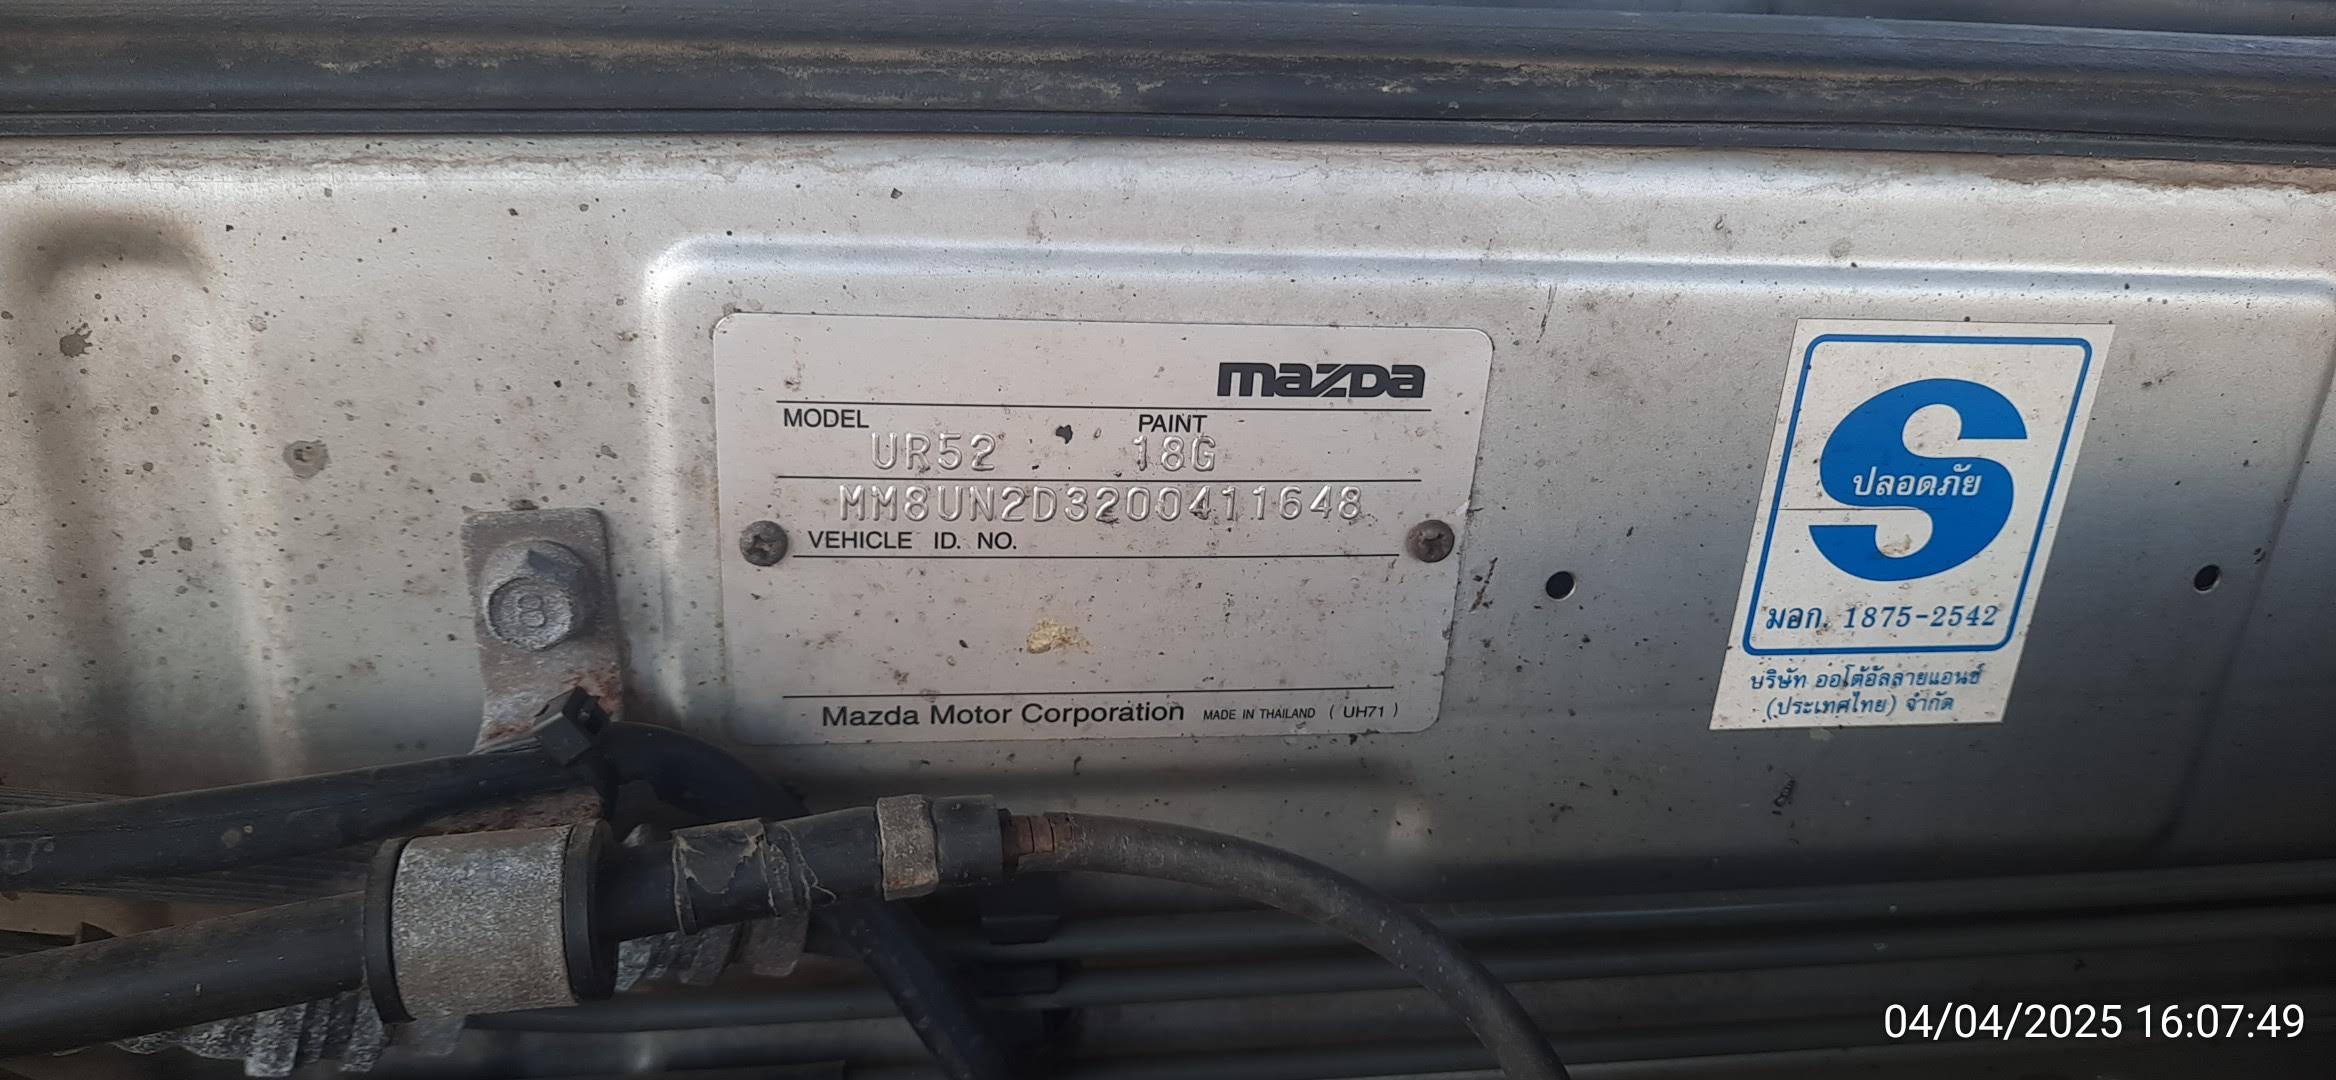 mazda
MODEL PAINT
UR52 18G
MM8UN2D3200411648
VEHICLE ID. NO.
Mazda Motor Corporation MADE IN THAILAND ( UH71 )
8
S
ปลอดภัย
มอก. 1875-2542
บริษัท ออโต้อัลลายแอนซ์
(ประเทศไทย) จำกัด
04/04/2025 16:07:49